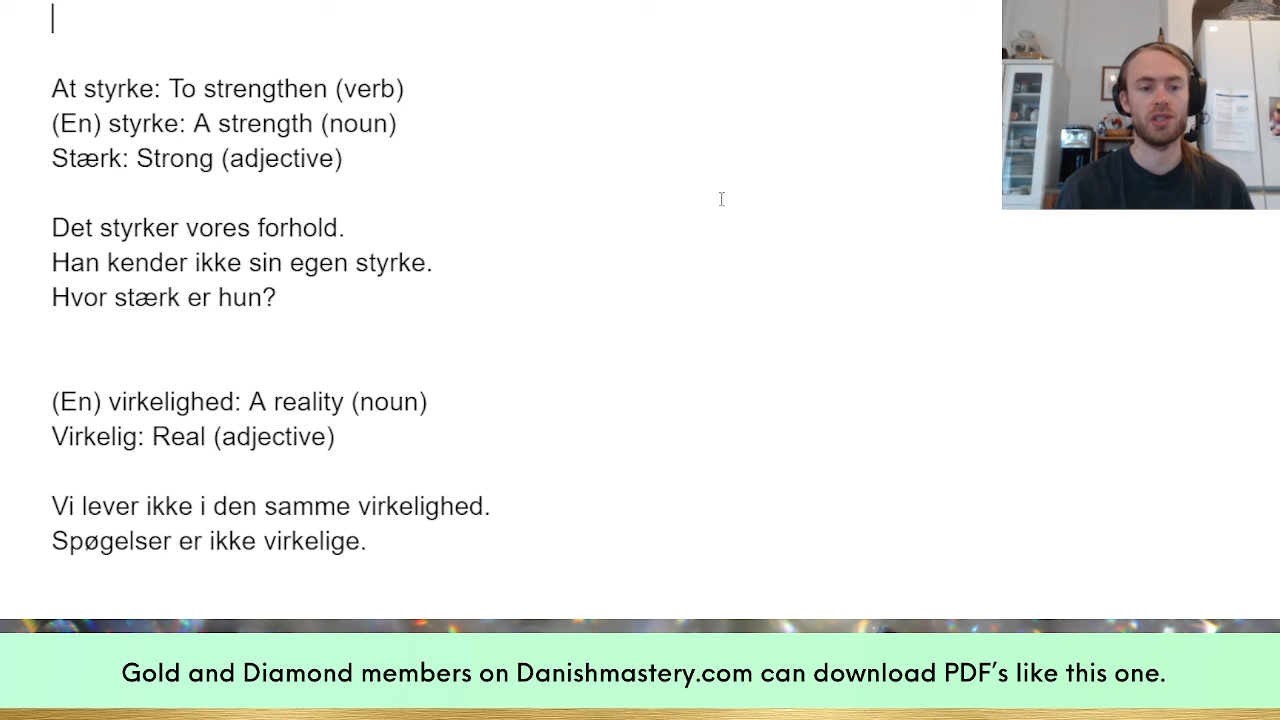 At styrke: To strengthen (verb)
(En) styrke: A strength (noun)
Stærk: Strong (adjective)
Det styrker vores forhold.
Han kender ikke sin egen styrke.
Hvor stærk er hun?
(En) virkelighed: A reality (noun)
Virkelig: Real (adjective)
Vi lever ikke i den samme virkelighed.
Spøgelser er ikke virkelige.
Gold and Diamond members on Danishmastery.com can download PDF's like this one.